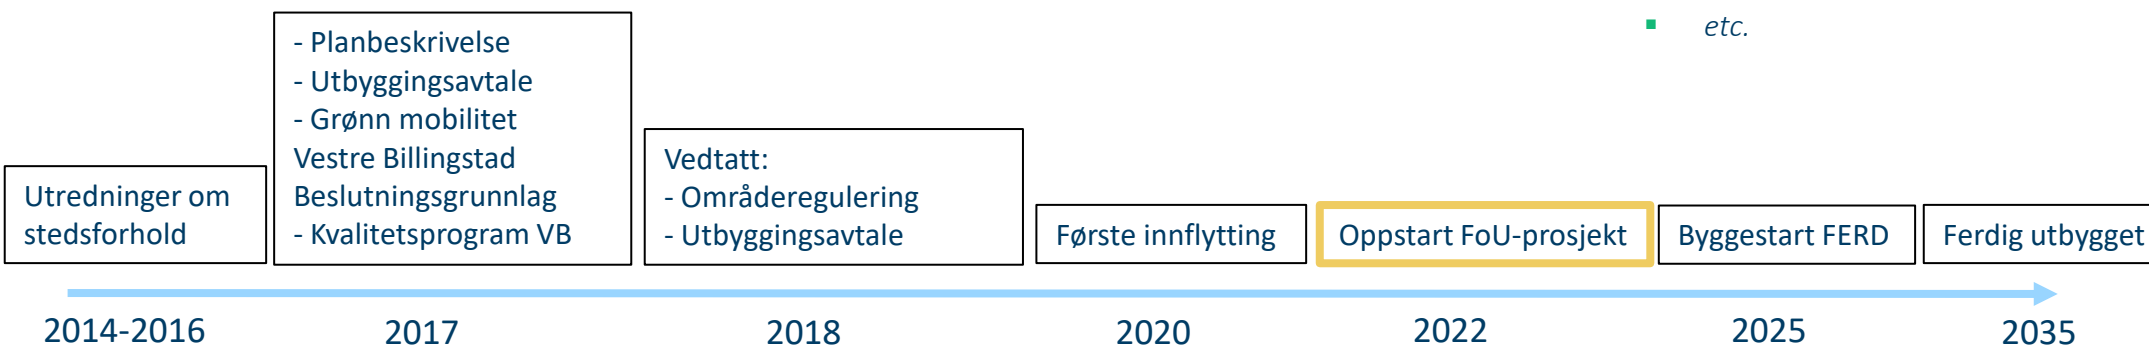 ▪ etc.
- Planbeskrivelse
- Utbyggingsavtale
- Grønn mobilitet
Vestre Billingstad
Beslutningsgrunnlag
- Kvalitetsprogram VB
Utredninger om
stedsforhold
Vedtatt:
- Områderegulering
- Utbyggingsavtale
Første innflytting
Oppstart FoU-prosjekt
Byggestart FERD
Ferdig utbygget
2014-2016
2017
2018
2020
2022
2025
2035